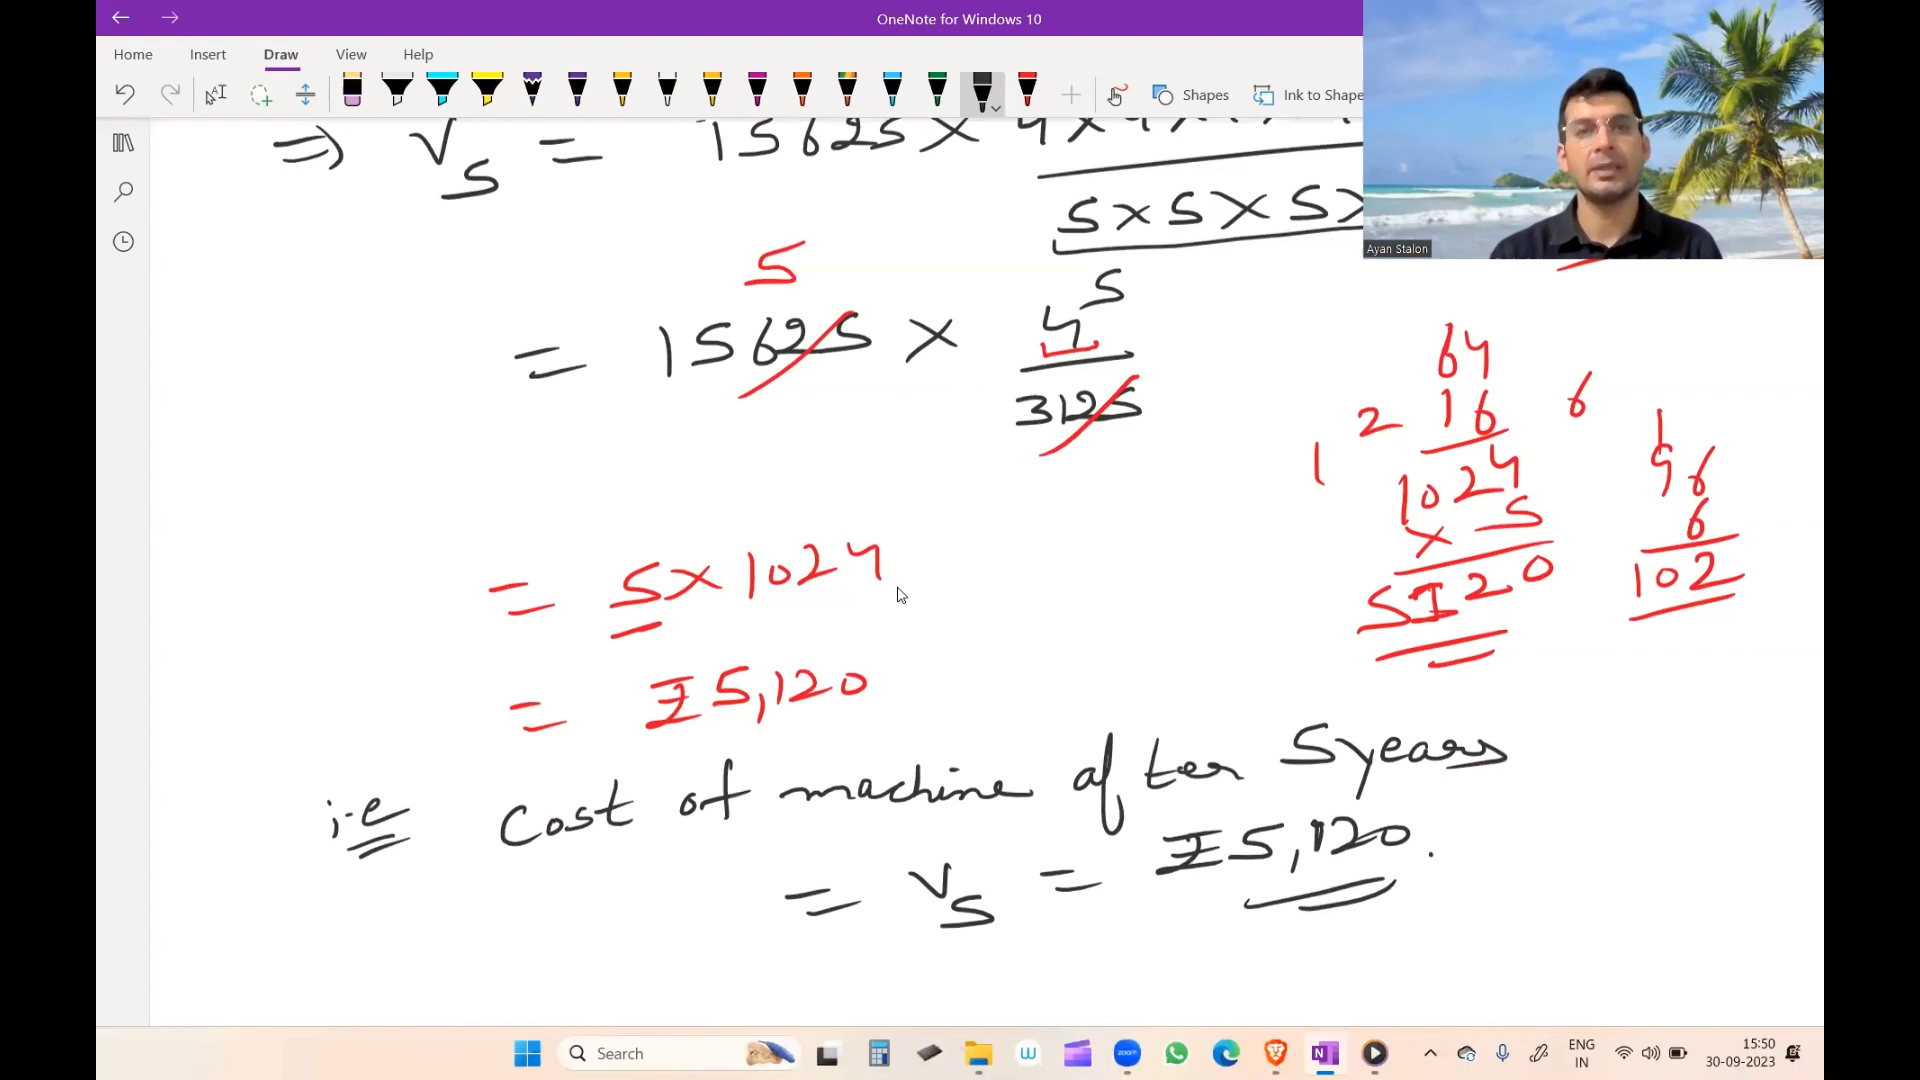 OneNote for Windows 10
Home Insert Draw View Help
Shapes Ink to Shape
Ayan Stalon
=> V5 = 15625 × 4×4×
5×5×5×
5
= 15625 × 4^5
3125
64
16
1024
× 5
5120
2
1
6
1
96
6
102
= 5×1024
= ₹5,120
i.e Cost of machine after 5 years
= V5 = ₹5,120.
Search
ENG
IN
15:50
30-09-2023